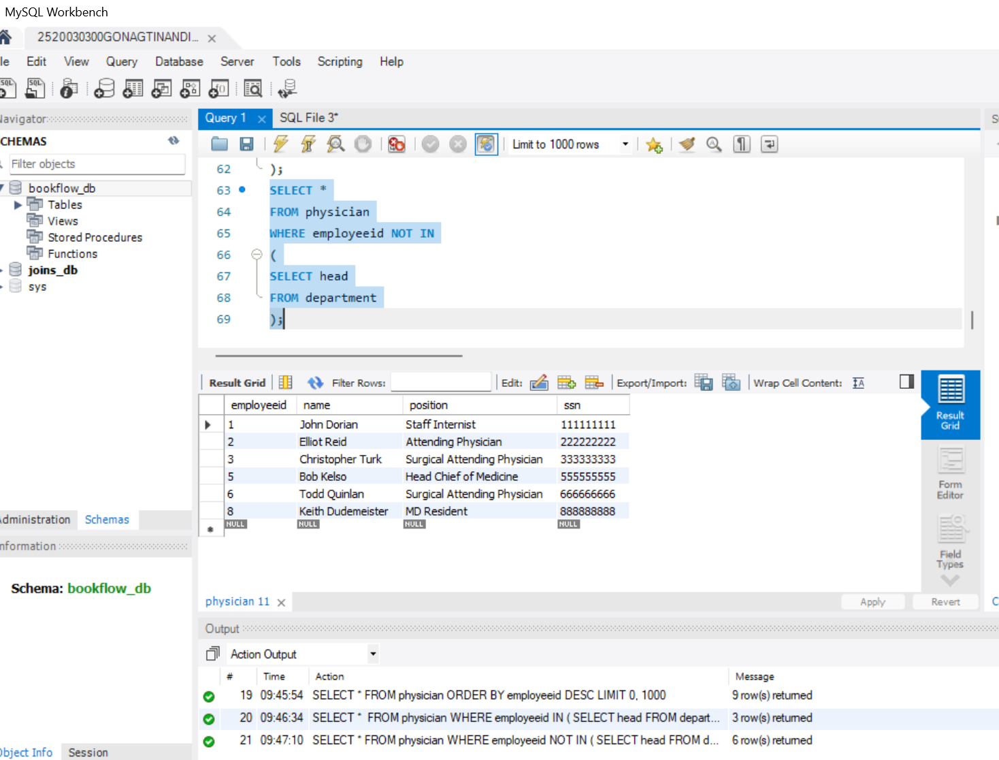 MySQL Workbench
2520030300GONAGTINANDI...
le Edit View Query Database Server Tools Scripting Help
Navigator
CHEMAS
Filter objects
bookflow_db
Tables
Views
Stored Procedures
Functions
joins_db
sys
Administration Schemas
nformation
Schema: bookflow_db
Object Info Session
Query 1 SQL File 3*
Limit to 1000 rows
62 );
63 SELECT *
64 FROM physician
65 WHERE employeeid NOT IN
66 (
67 SELECT head
68 FROM department
69 );
Result Grid Filter Rows: Edit: Export/Import: Wrap Cell Content:
employeeid name position ssn
1 John Dorian Staff Internist 111111111
2 Elliot Reid Attending Physician 222222222
3 Christopher Turk Surgical Attending Physician 333333333
5 Bob Kelso Head Chief of Medicine 555555555
6 Todd Quinlan Surgical Attending Physician 666666666
8 Keith Dudemeister MD Resident 888888888
NULL NULL NULL NULL
Result
Grid
Form
Editor
Field
Types
physician 11 Apply Revert
Output
Action Output
# Time Action Message
19 09:45:54 SELECT * FROM physician ORDER BY employeeid DESC LIMIT 0, 1000 9 row(s) returned
20 09:46:34 SELECT * FROM physician WHERE employeeid IN ( SELECT head FROM depart... 3 row(s) returned
21 09:47:10 SELECT * FROM physician WHERE employeeid NOT IN ( SELECT head FROM d... 6 row(s) returned